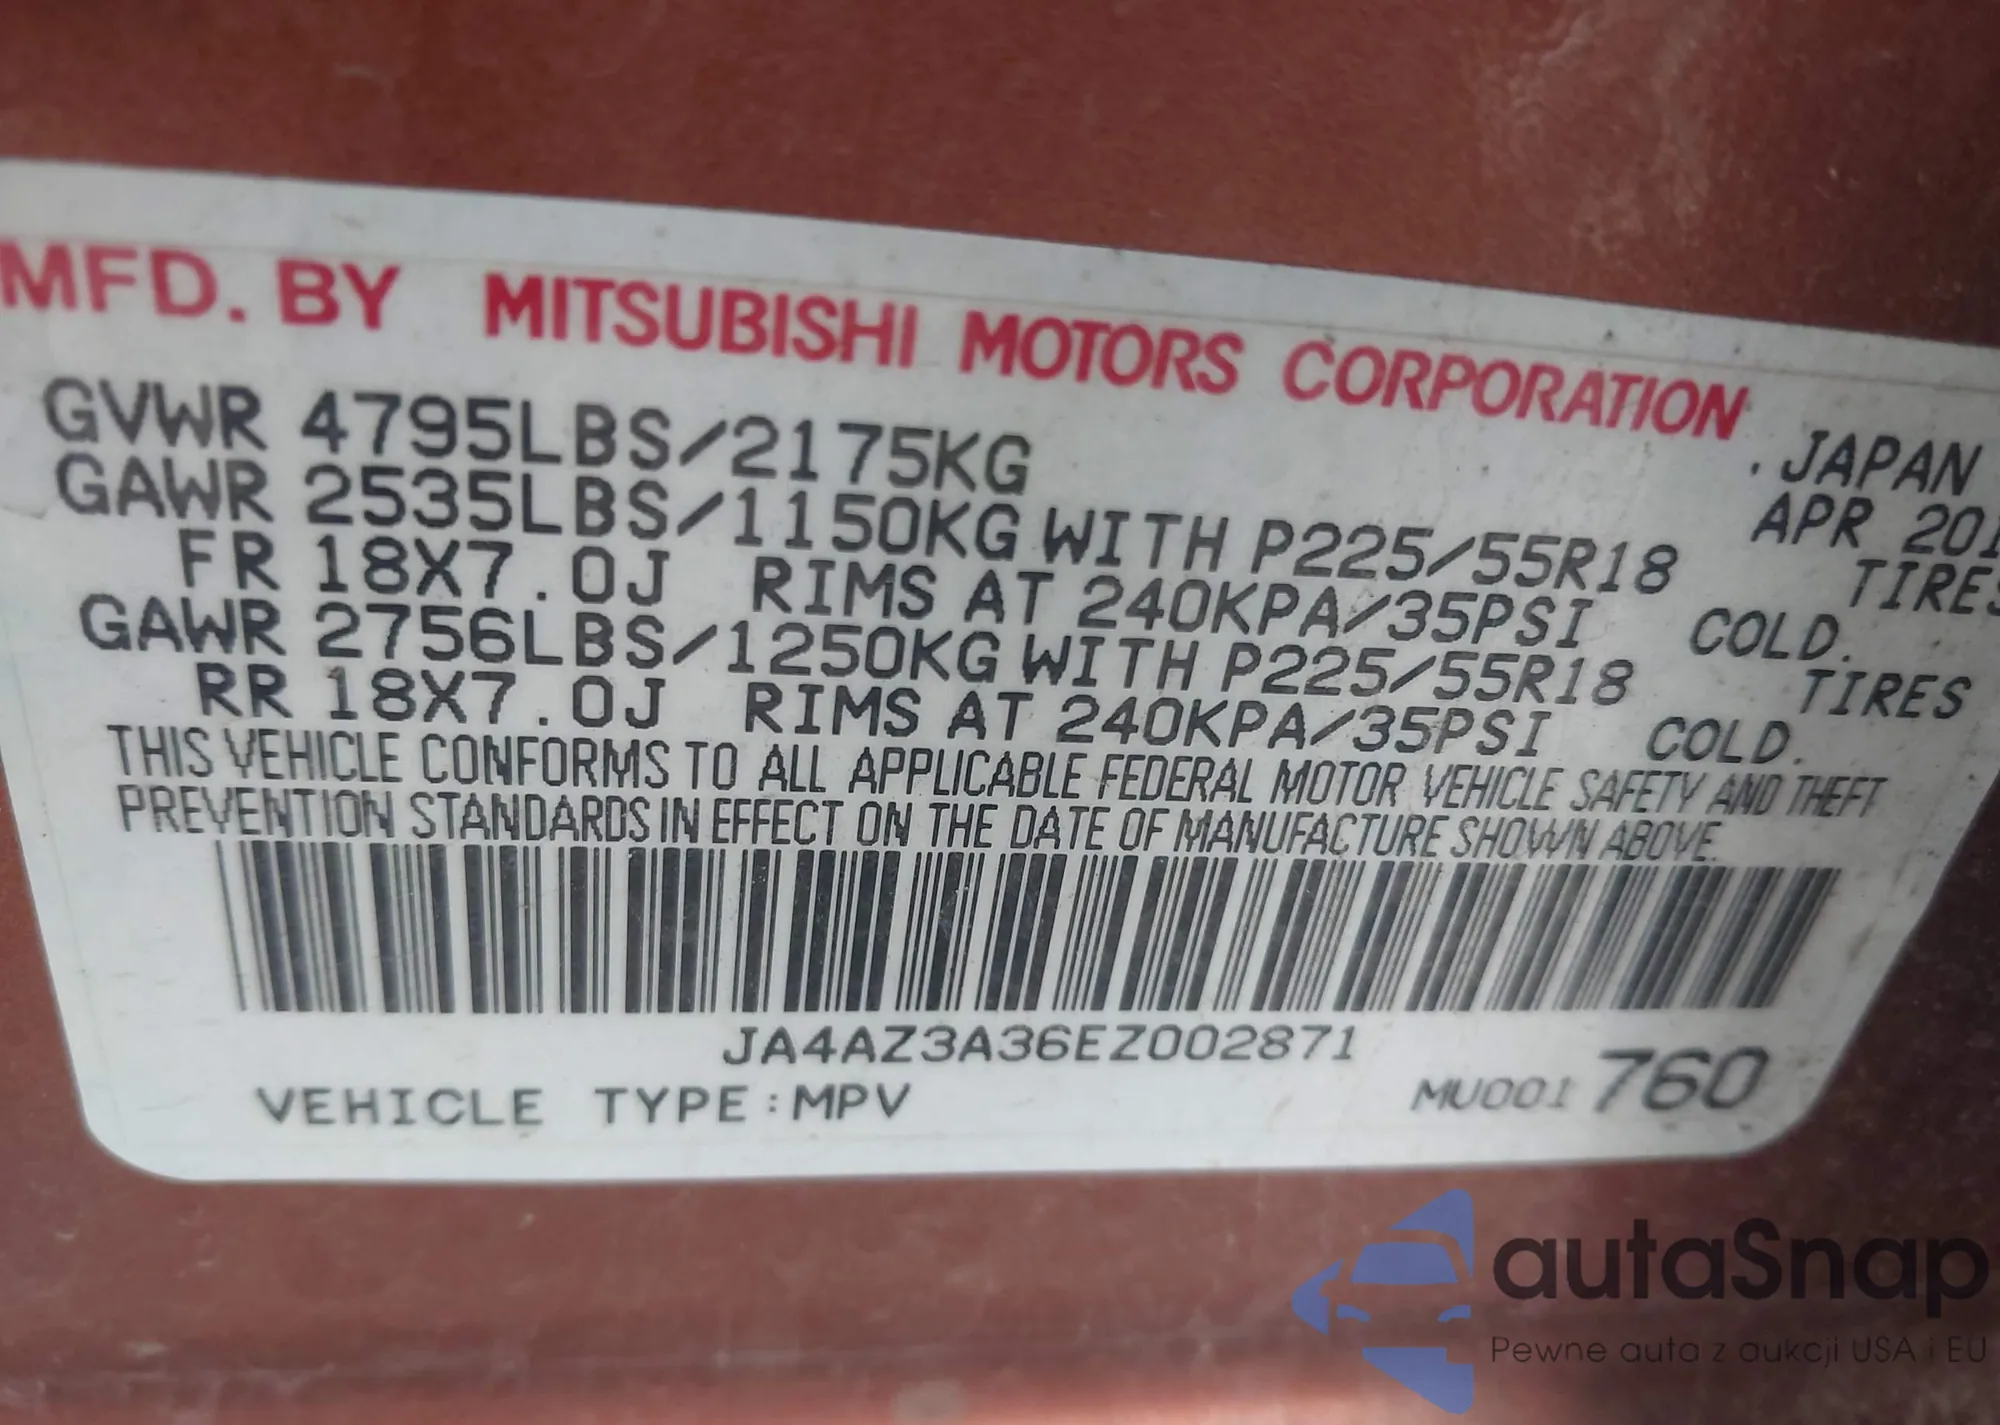 MFD. BY MITSUBISHI MOTORS CORPORATION
. JAPAN
GVWR 4795LBS/2175KG
APR
GAWR 2535LBS/1150KG WITH P225/55R18 TIRES
FR 18X7.0J RIMS AT 240KPA/35PSI COLD.
GAWR 2756LBS/1250KG WITH P225/55R18 TIRES
RR 18X7.0J RIMS AT 240KPA/35PSI COLD.
THIS VEHICLE CONFORMS TO ALL APPLICABLE FEDERAL MOTOR VEHICLE SAFETY AND THEFT
PREVENTION STANDARDS IN EFFECT ON THE DATE OF MANUFACTURE SHOWN ABOVE.
JA4AZ3A36EZ002871
VEHICLE TYPE:MPV
MU001 760
autaSnap
Pewne auta z aukcji USA i EU